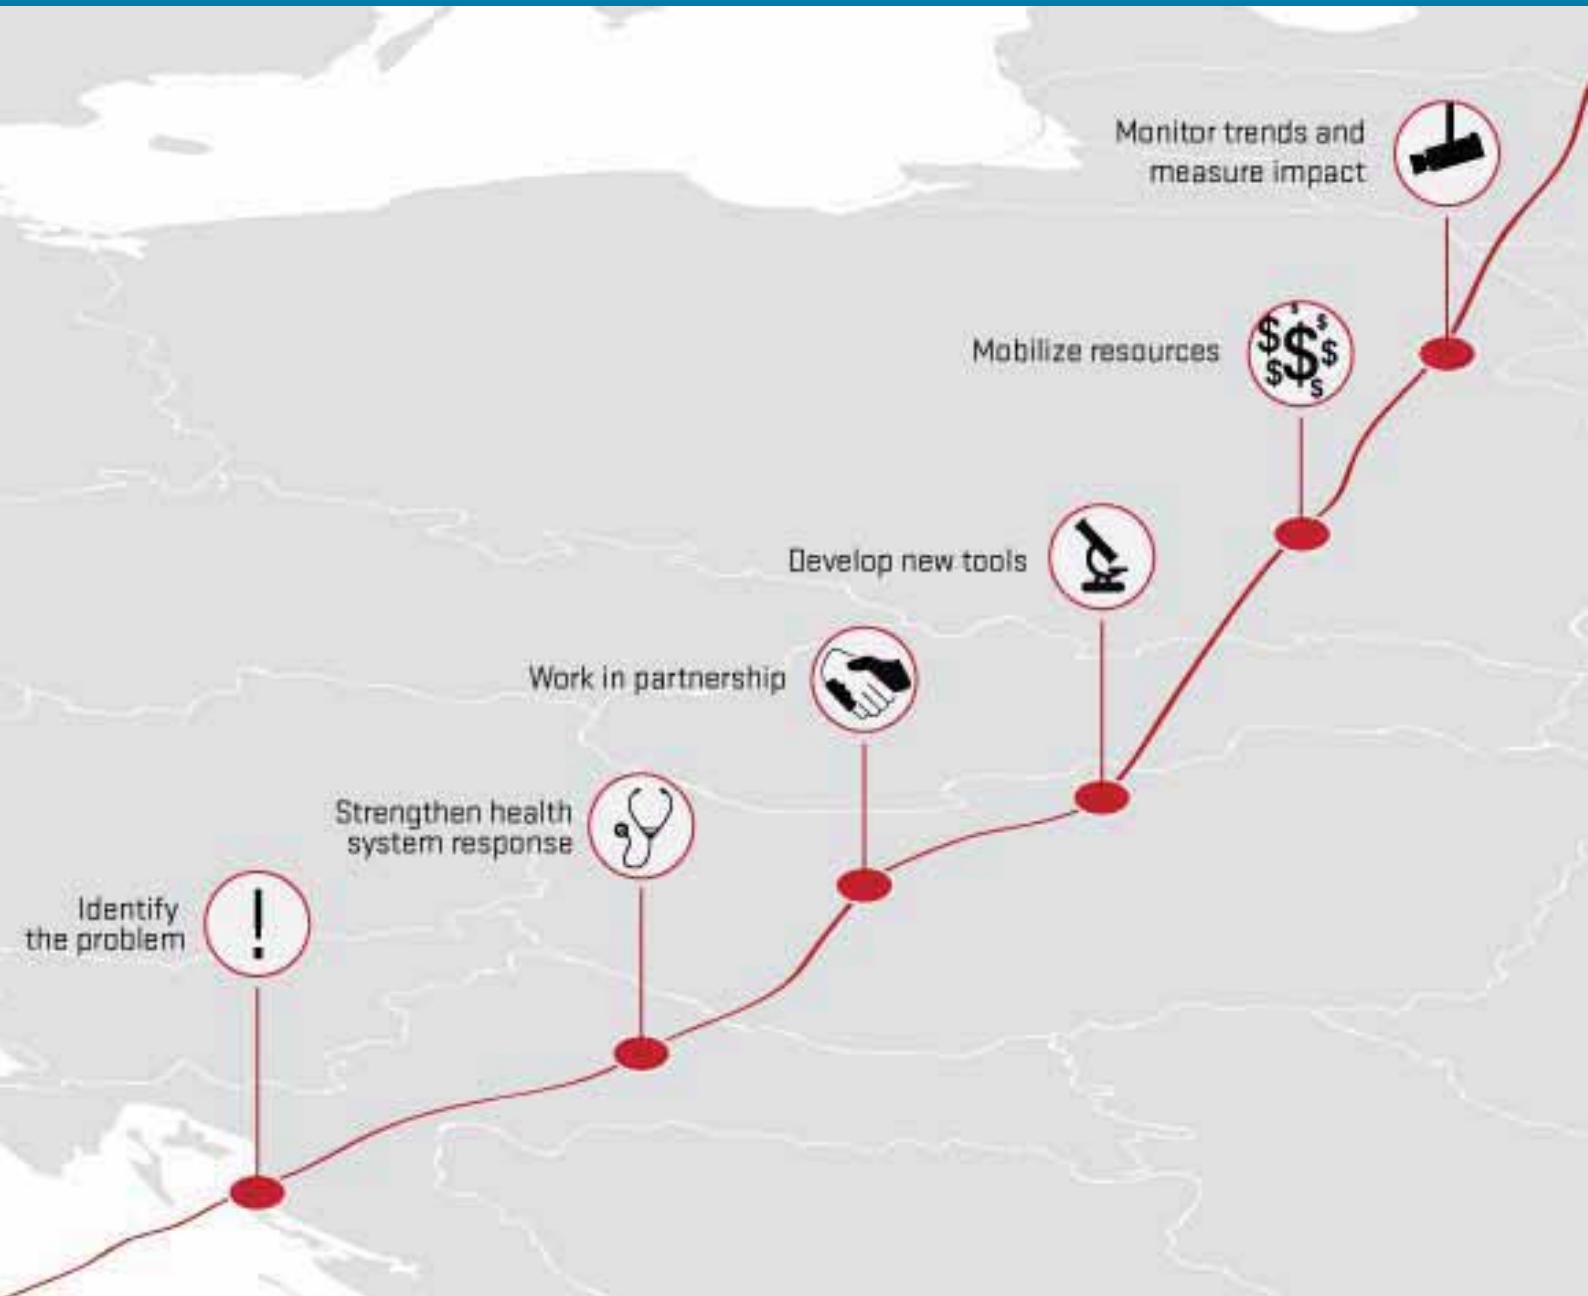 Monitor trends and
measure impact
Mobilize resources
Develop new tools
Work in partnership
Strengthen health
system response
Identify
the problem